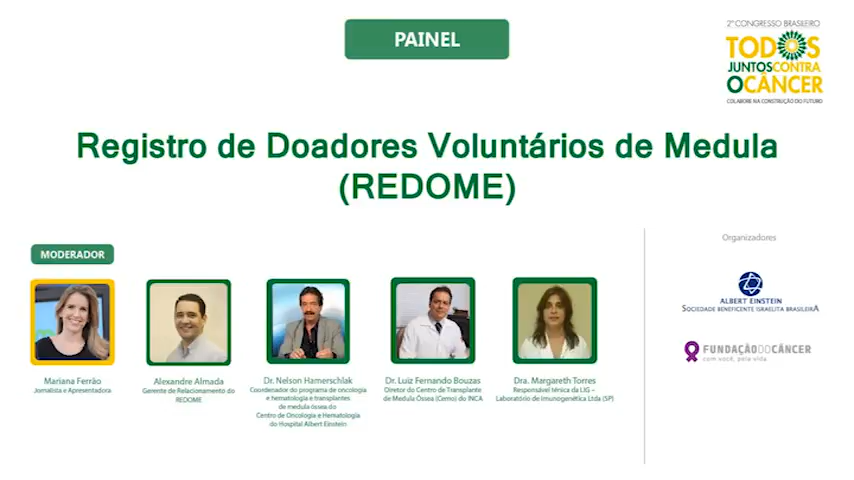 PAINEL
2º CONGRESSO BRASILEIRO
TODOS
JUNTOS CONTRA
O CÂNCER
COLABORE NA CONSTRUÇÃO DO FUTURO
Registro de Doadores Voluntários de Medula
(REDOME)
MODERADOR
Mariana Ferrão
Jornalista e Apresentadora
Alexandre Almada
Gerente de Relacionamento do
REDOME
Dr. Nelson Hamerschlak
Coordenador do programa de oncologia
e hematologia e transplantes
de medula óssea do
Centro de Oncologia e Hematologia
do Hospital Albert Einstein
Dr. Luiz Fernando Bouzas
Diretor do Centro de Transplante
de Medula Óssea (Cemo) do INCA
Dra. Margareth Torres
Responsável técnica da LIG –
Laboratório de imunogenética Ltda (SP)
Organizadores
ALBERT EINSTEIN
SOCIEDADE BENEFICENTE ISRAELITA BRASILEIRA
FUNDAÇÃO DO CÂNCER
com você, pela vida.